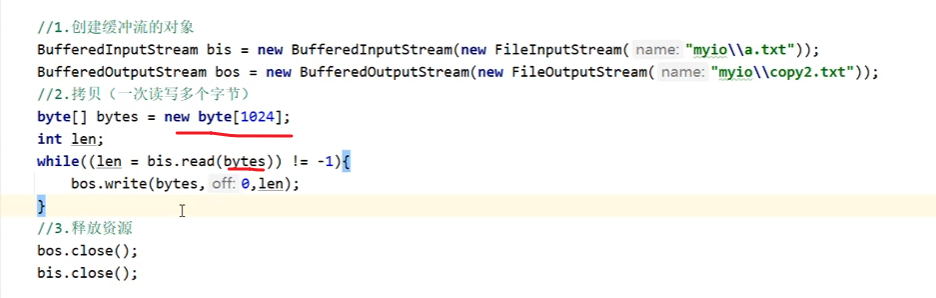 //1.创建缓冲流的对象
BufferedInputStream bis = new BufferedInputStream(new FileInputStream( name: "myio\\a.txt"));
BufferedOutputStream bos = new BufferedOutputStream(new FileOutputStream( name: "myio\\copy2.txt"));
//2.拷贝（一次读写多个字节）
byte[] bytes = new byte[1024];
int len;
while((len = bis.read(bytes)) != -1){
    bos.write(bytes, off: 0,len);
}
//3.释放资源
bos.close();
bis.close();